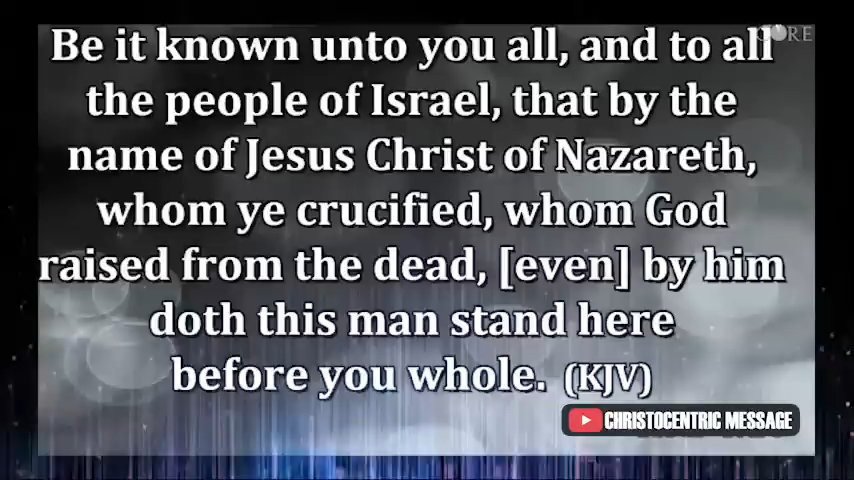 Be it known unto you all, and to all
the people of Israel, that by the
name of Jesus Christ of Nazareth,
whom ye crucified, whom God
raised from the dead, [even] by him
doth this man stand here
before you whole. (KJV)
CHRISTOCENTRIC MESSAGE